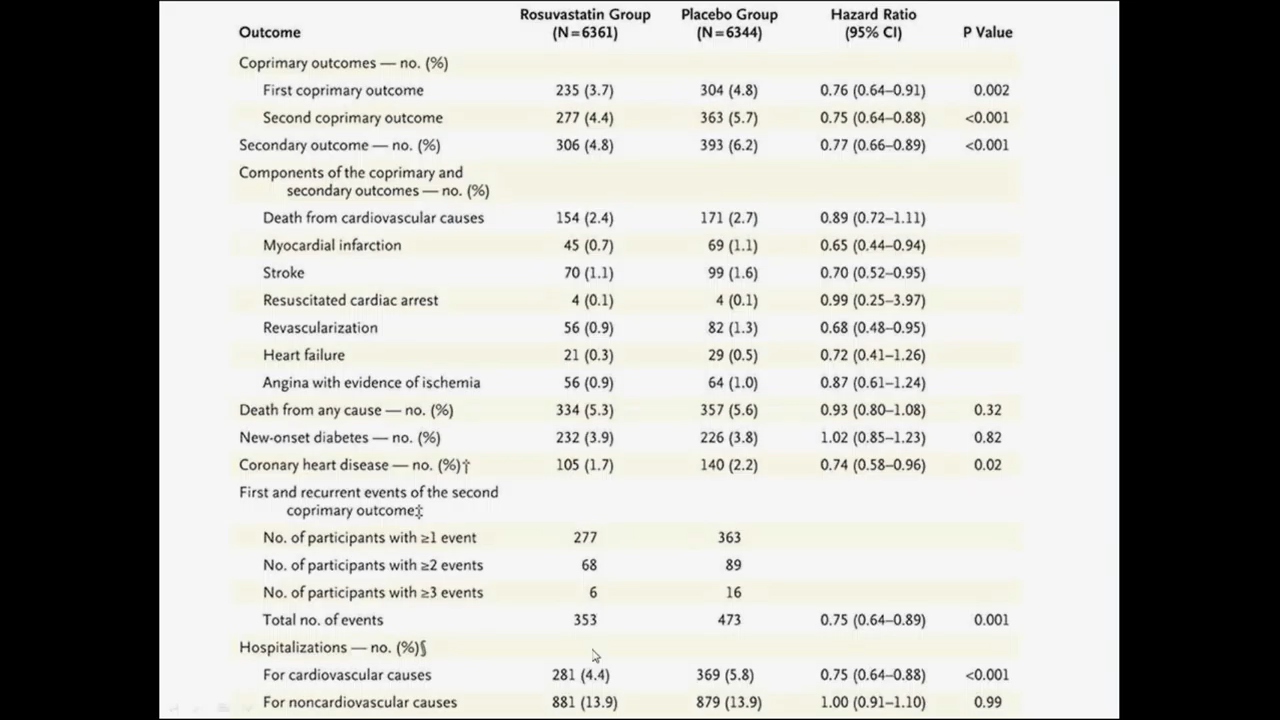 Outcome Rosuvastatin Group (N=6361) Placebo Group (N=6344) Hazard Ratio (95% CI) P Value
Coprimary outcomes — no. (%)
First coprimary outcome 235 (3.7) 304 (4.8) 0.76 (0.64–0.91) 0.002
Second coprimary outcome 277 (4.4) 363 (5.7) 0.75 (0.64–0.88) <0.001
Secondary outcome — no. (%) 306 (4.8) 393 (6.2) 0.77 (0.66–0.89) <0.001
Components of the coprimary and
secondary outcomes — no. (%)
Death from cardiovascular causes 154 (2.4) 171 (2.7) 0.89 (0.72–1.11)
Myocardial infarction 45 (0.7) 69 (1.1) 0.65 (0.44–0.94)
Stroke 70 (1.1) 99 (1.6) 0.70 (0.52–0.95)
Resuscitated cardiac arrest 4 (0.1) 4 (0.1) 0.99 (0.25–3.97)
Revascularization 56 (0.9) 82 (1.3) 0.68 (0.48–0.95)
Heart failure 21 (0.3) 29 (0.5) 0.72 (0.41–1.26)
Angina with evidence of ischemia 56 (0.9) 64 (1.0) 0.87 (0.61–1.24)
Death from any cause — no. (%) 334 (5.3) 357 (5.6) 0.93 (0.80–1.08) 0.32
New-onset diabetes — no. (%) 232 (3.9) 226 (3.8) 1.02 (0.85–1.23) 0.82
Coronary heart disease — no. (%)† 105 (1.7) 140 (2.2) 0.74 (0.58–0.96) 0.02
First and recurrent events of the second
coprimary outcome‡
No. of participants with ≥1 event 277 363
No. of participants with ≥2 events 68 89
No. of participants with ≥3 events 6 16
Total no. of events 353 473 0.75 (0.64–0.89) 0.001
Hospitalizations — no. (%)§
For cardiovascular causes 281 (4.4) 369 (5.8) 0.75 (0.64–0.88) <0.001
For noncardiovascular causes 881 (13.9) 879 (13.9) 1.00 (0.91–1.10) 0.99